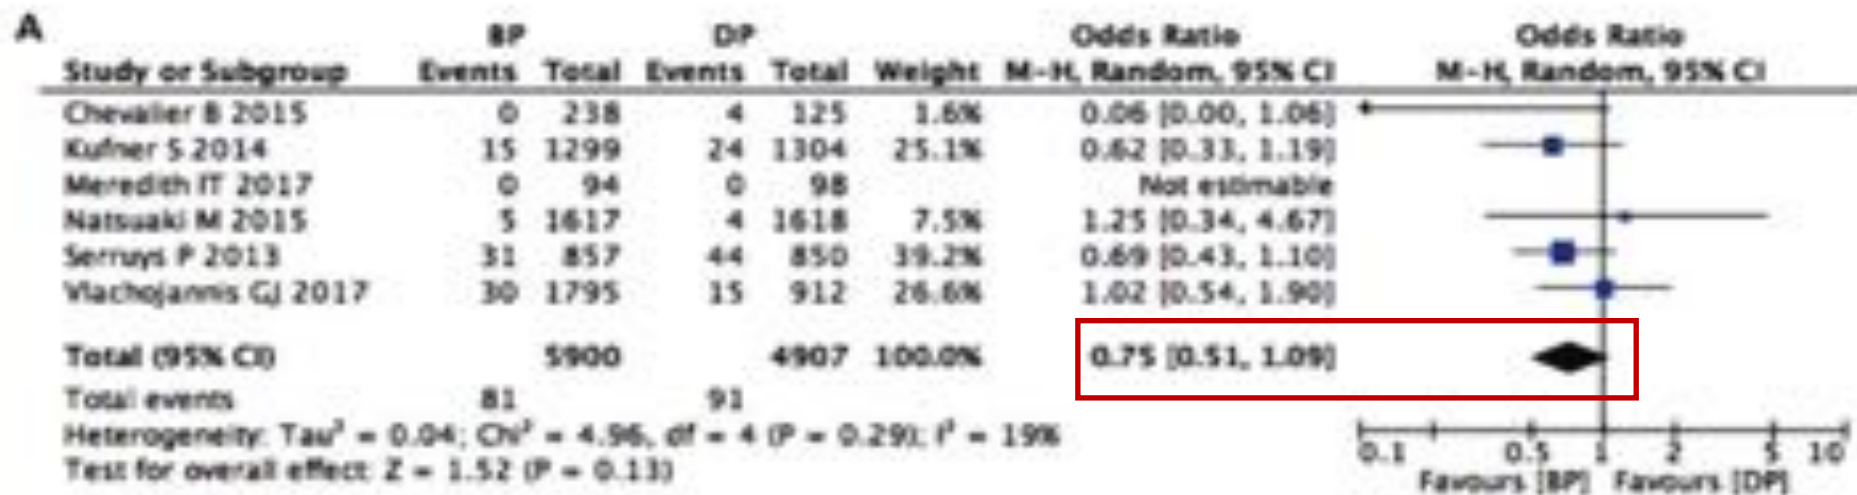 A
BP DP Odds Ratio Odds Ratio
Study or Subgroup Events Total Events Total Weight M-H, Random, 95% CI M-H, Random, 95% CI
Chevalier B 2015 0 238 4 125 1.6% 0.06 [0.00, 1.06]
Kufner S 2014 15 1299 24 1304 25.1% 0.62 [0.33, 1.19]
Meredith IT 2017 0 94 0 98 Not estimable
Natsuaki M 2015 5 1617 4 1618 7.5% 1.25 [0.34, 4.67]
Serruys P 2013 31 857 44 850 39.2% 0.69 [0.43, 1.10]
Vlachojannis GJ 2017 30 1795 15 912 26.6% 1.02 [0.54, 1.90]
Total (95% CI) 5900 4907 100.0% 0.75 [0.51, 1.09]
Total events 81 91
Heterogeneity: Tau² = 0.04; Chi² = 4.96, df = 4 (P = 0.29); I² = 19%
Test for overall effect: Z = 1.52 (P = 0.13)
0.1 0.5 1 2 5 10
Favours [BP] Favours [DP]